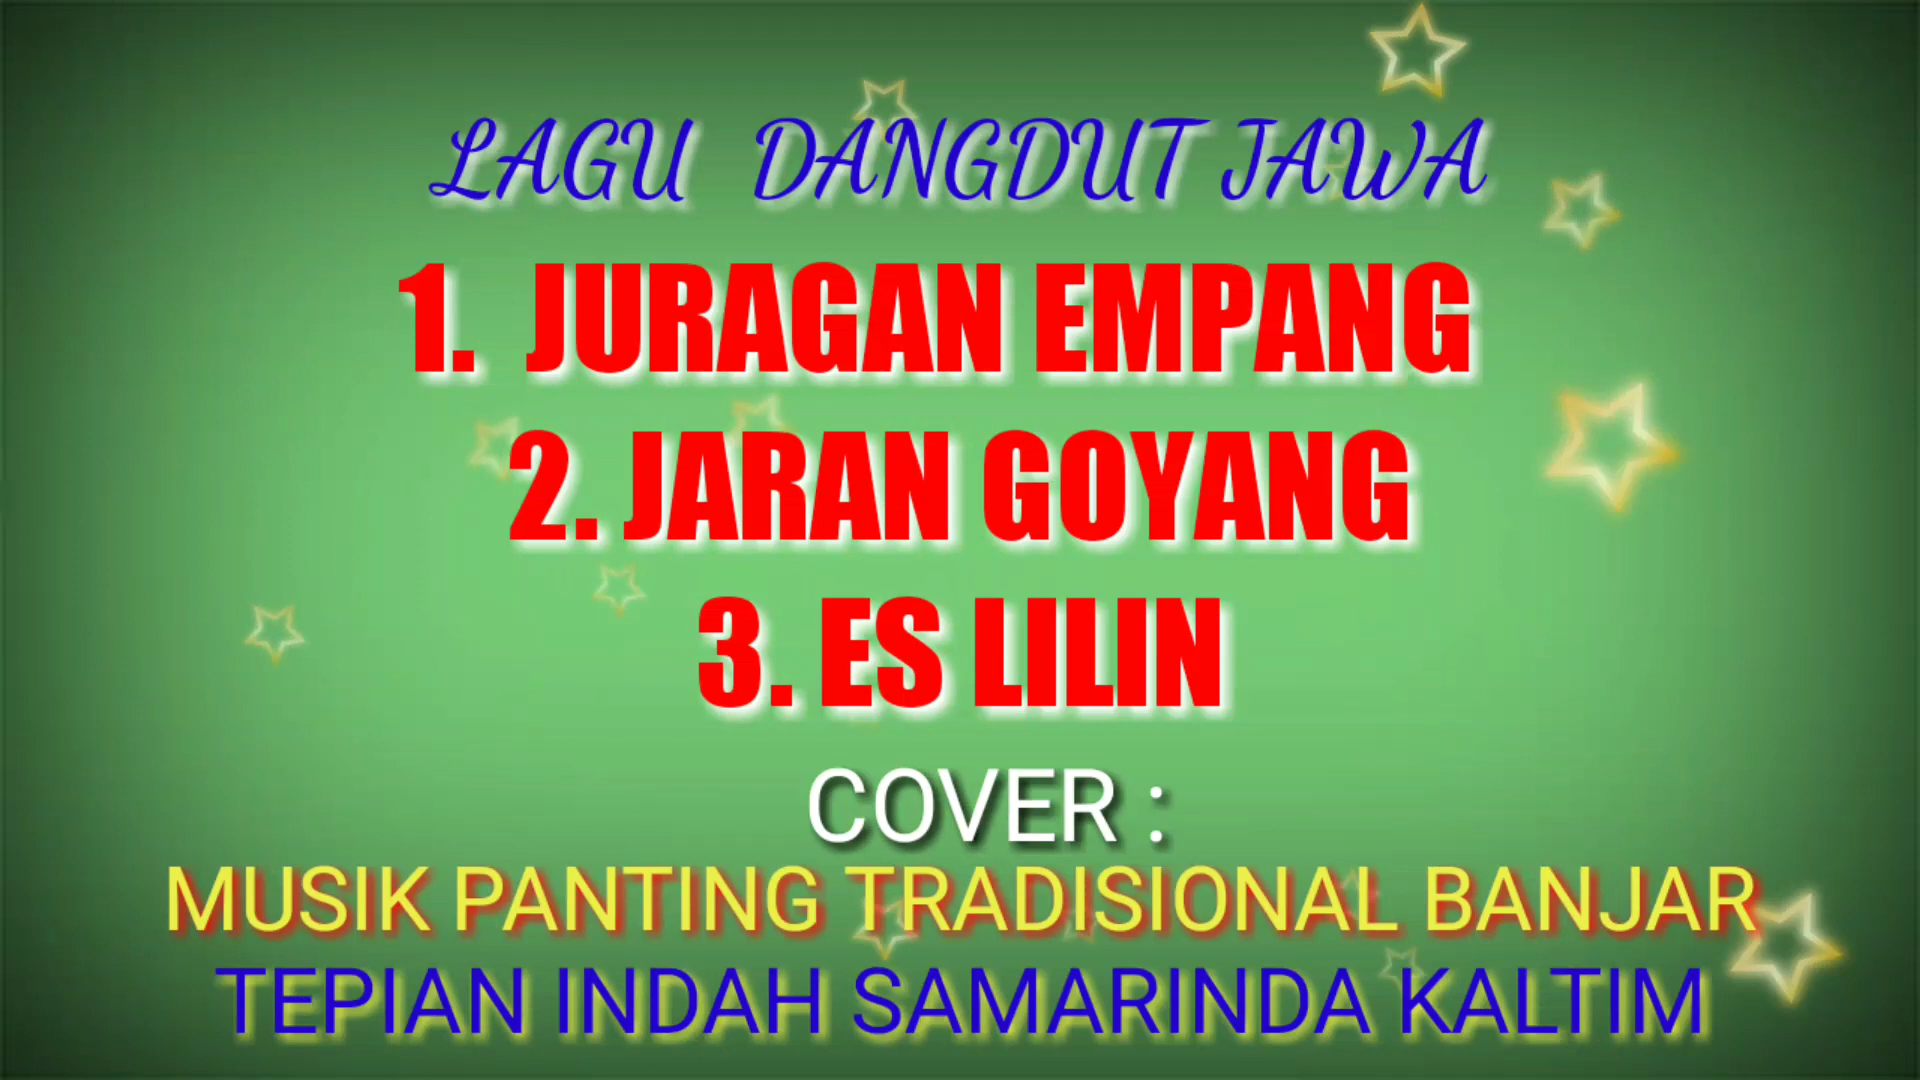 LAGU DANGDUT JAWA
1. JURAGAN EMPANG
2. JARAN GOYANG
3. ES LILIN
COVER :
MUSIK PANTING TRADISIONAL BANJAR
TEPIAN INDAH SAMARINDA KALTIM